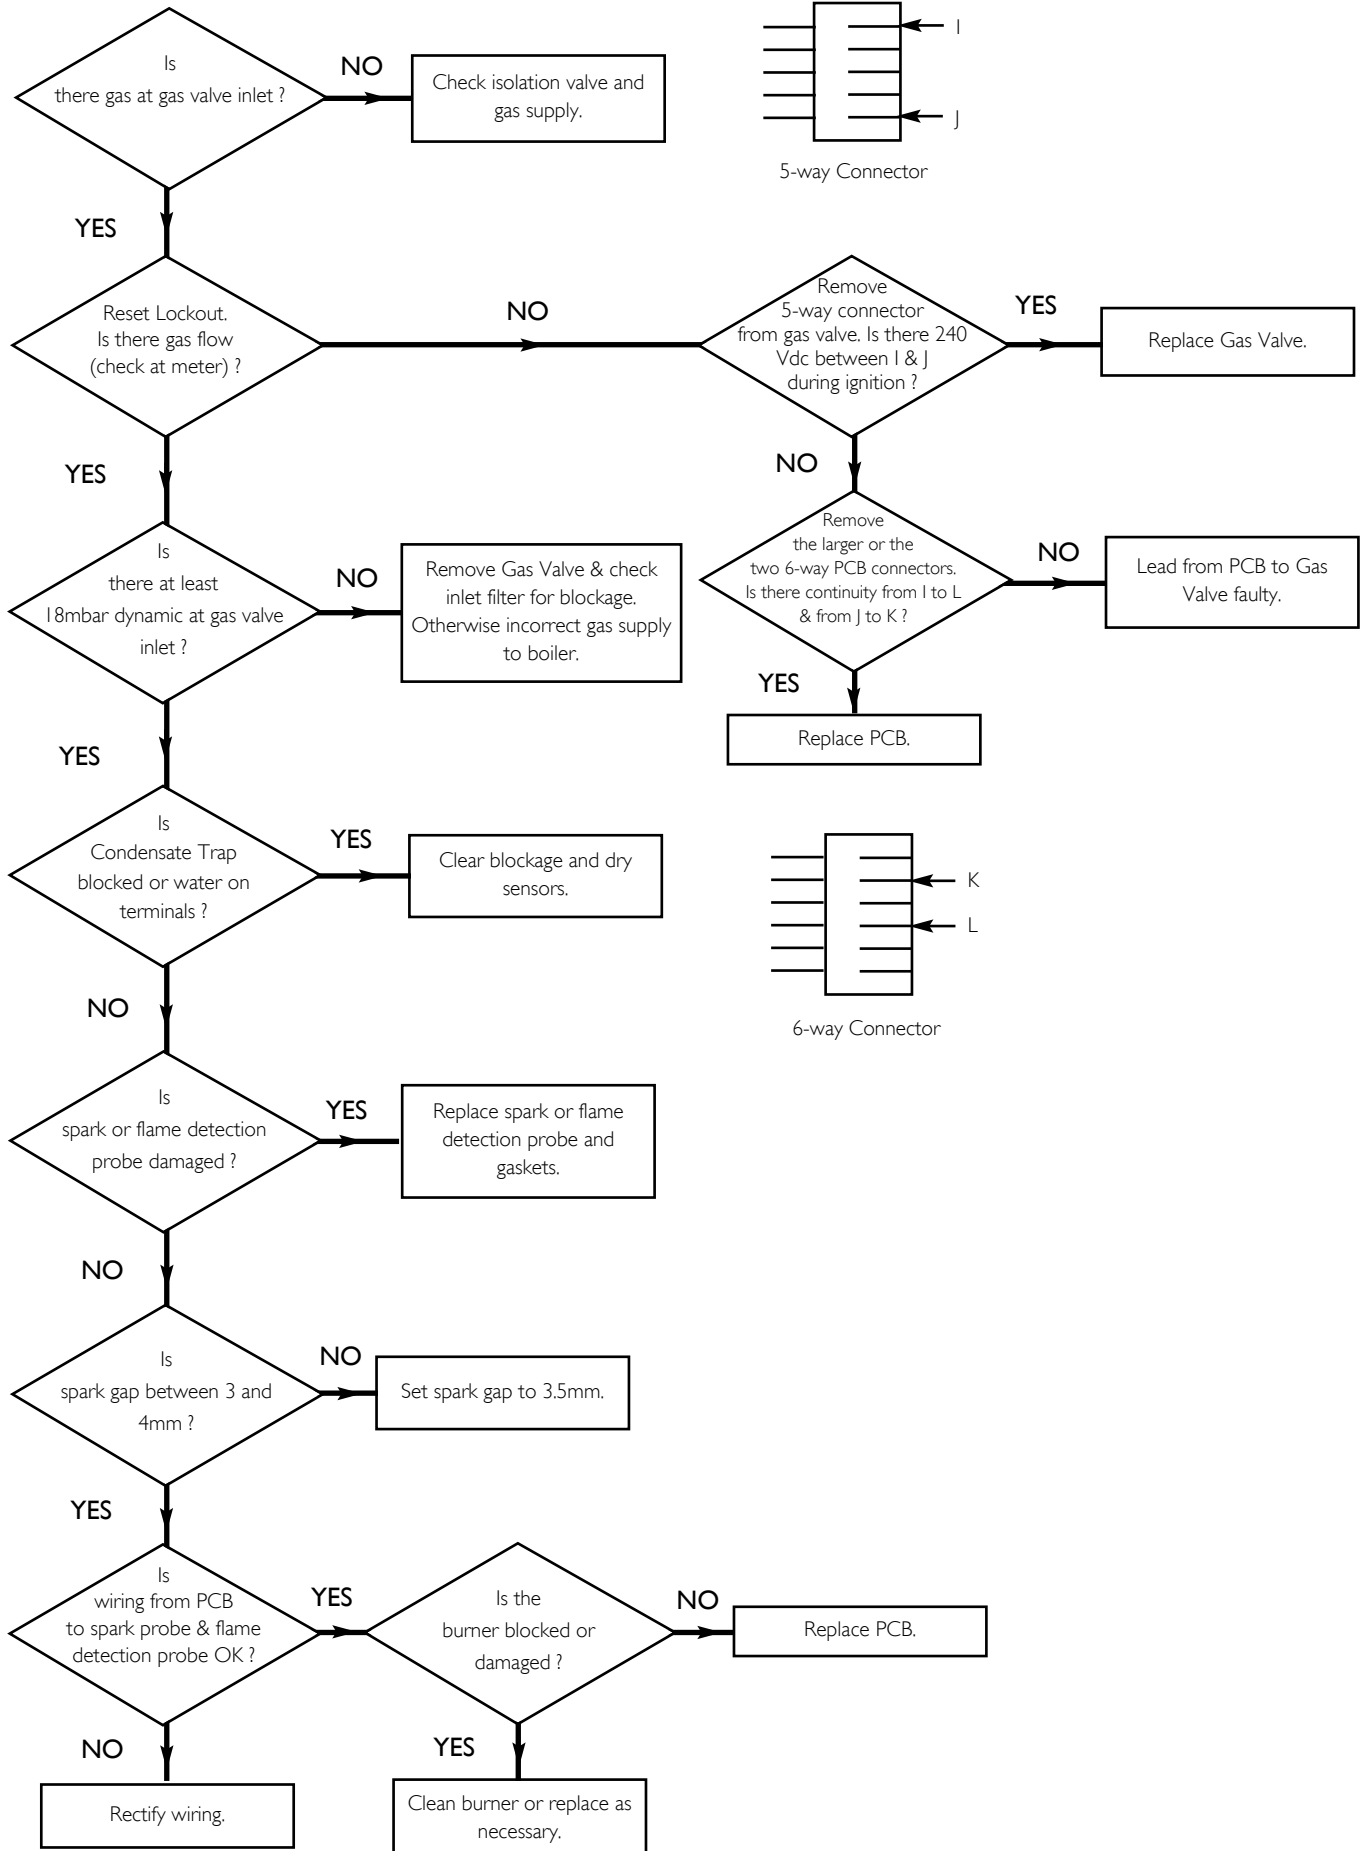 Is
there gas at gas valve inlet ?
NO
Check isolation valve and
gas supply.
I
J
5-way Connector
YES
Reset Lockout.
Is there gas flow
(check at meter) ?
NO
Remove
5-way connector
from gas valve. Is there 240
Vdc between I & J
during ignition ?
YES
Replace Gas Valve.
YES
NO
Is
there at least
18mbar dynamic at gas valve
inlet ?
NO
Remove Gas Valve & check
inlet filter for blockage.
Otherwise incorrect gas supply
to boiler.
Remove
the larger or the
two 6-way PCB connectors.
Is there continuity from I to L
& from J to K ?
NO
Lead from PCB to Gas
Valve faulty.
YES
Replace PCB.
YES
Is
Condensate Trap
blocked or water on
terminals ?
YES
Clear blockage and dry
sensors.
K
L
6-way Connector
NO
Is
spark or flame detection
probe damaged ?
YES
Replace spark or flame
detection probe and
gaskets.
NO
Is
spark gap between 3 and
4mm ?
NO
Set spark gap to 3.5mm.
YES
Is
wiring from PCB
to spark probe & flame
detection probe OK ?
YES
Is the
burner blocked or
damaged ?
NO
Replace PCB.
NO
Rectify wiring.
YES
Clean burner or replace as
necessary.